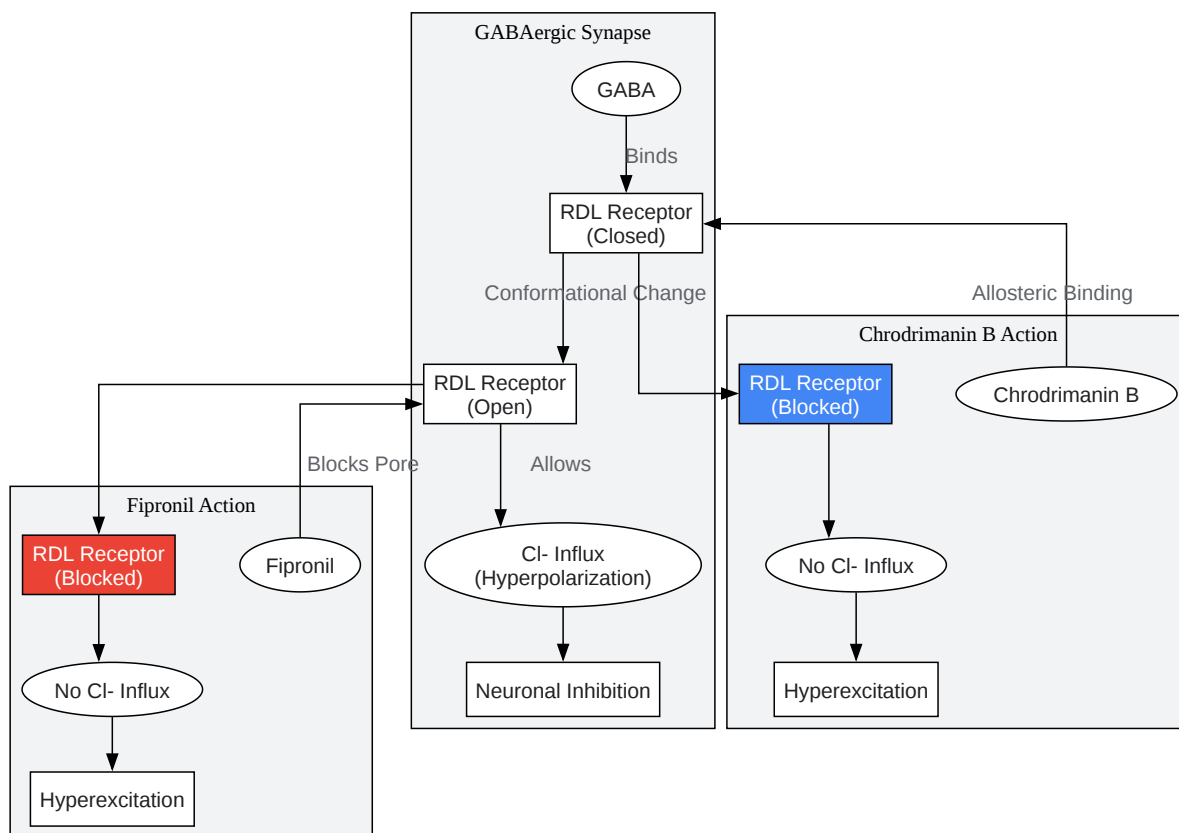 GABAergic Synapse
GABA
Binds
RDL Receptor
(Closed)
Conformational Change
Allosteric Binding
Chrodrimanin B Action
RDL Receptor
(Open)
RDL Receptor
(Blocked)
Chrodrimanin B
Blocks Pore
Allows
Fipronil Action
RDL Receptor
(Blocked)
Fipronil
Cl- Influx
(Hyperpolarization)
No Cl- Influx
No Cl- Influx
Neuronal Inhibition
Hyperexcitation
Hyperexcitation